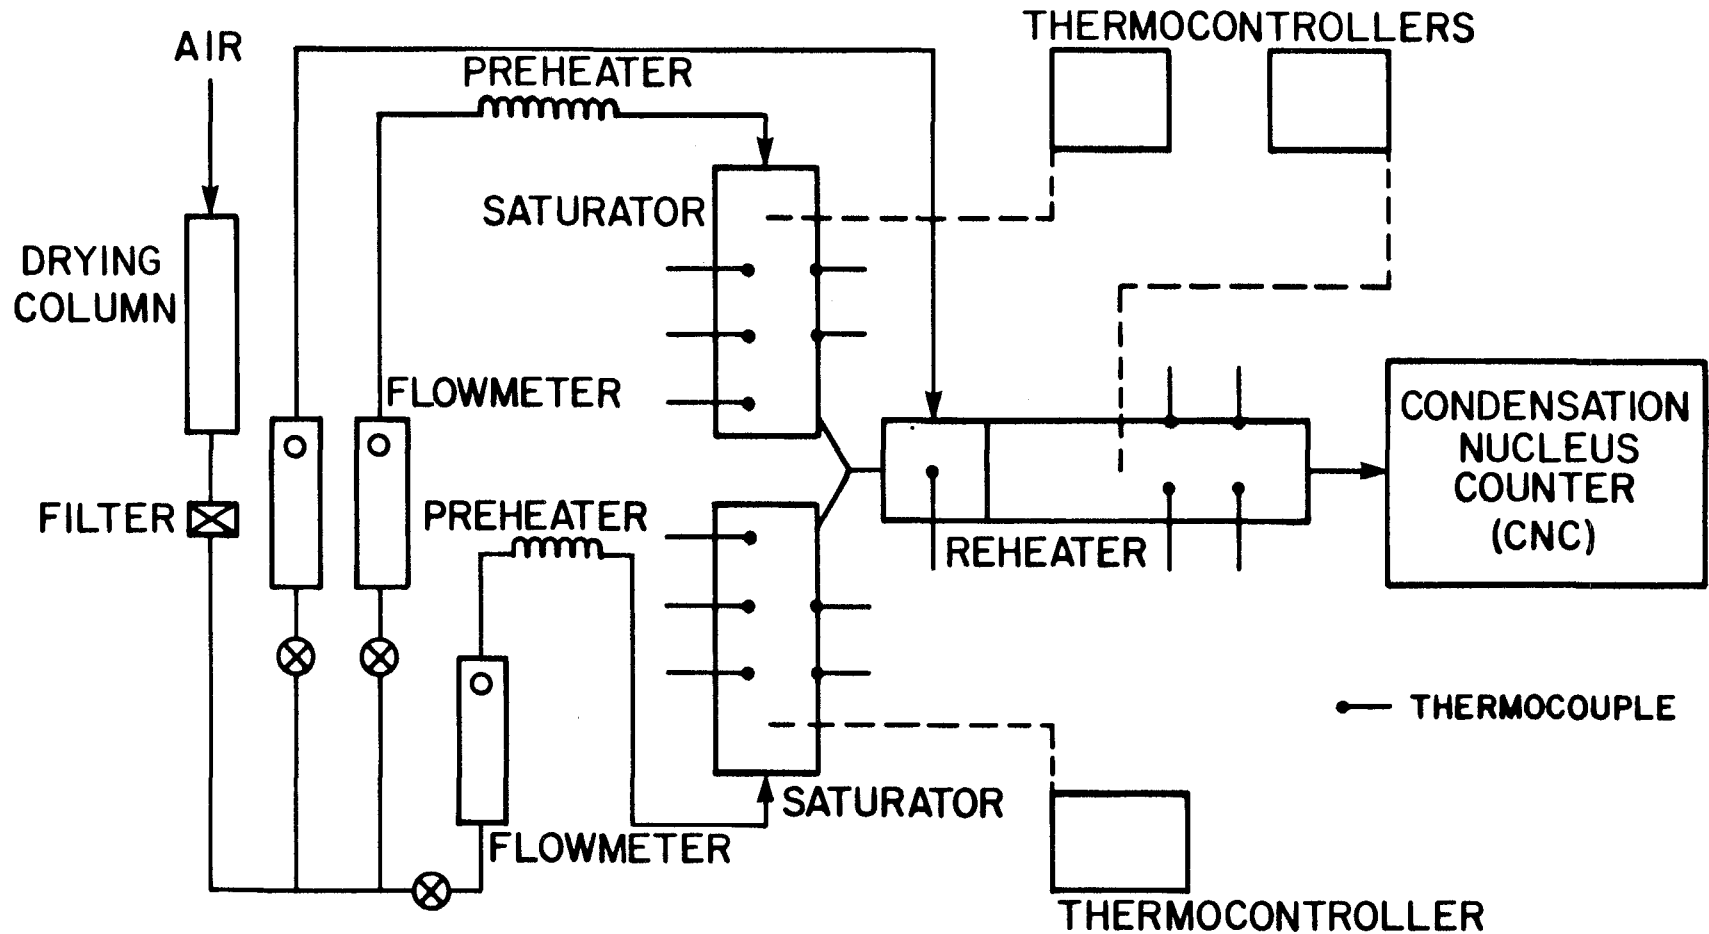 THERMOCONTROLLERS
AIR
PREHEATER
SATURATOR
DRYING
COLUMN
FLOWMETER
CONDENSATION
NUCLEUS
COUNTER
(CNC)
FILTER
PREHEATER
REHEATER
THERMOCOUPLE
SATURATOR
FLOWMETER
THERMOCONTROLLER